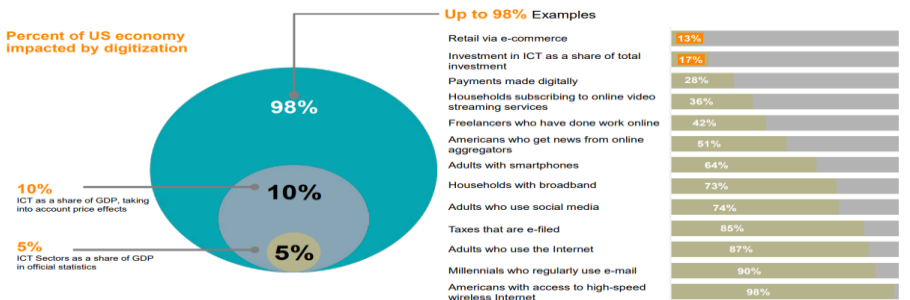 Percent of US economy
impacted by digitization
98%
10%
5%
10%
ICT as a share of GDP, taking
into account price effects
5%
ICT Sectors as a share of GDP
in official statistics
Up to 98% Examples
Retail via e-commerce
13%
Investment in ICT as a share of total
investment
17%
Payments made digitally
28%
Households subscribing to online video
streaming services
36%
Freelancers who have done work online
42%
Americans who get news from online
aggregators
51%
Adults with smartphones
64%
Households with broadband
73%
Adults who use social media
74%
Taxes that are e-filed
85%
Adults who use the Internet
87%
Millennials who regularly use e-mail
90%
Americans with access to high-speed
wireless Internet
98%